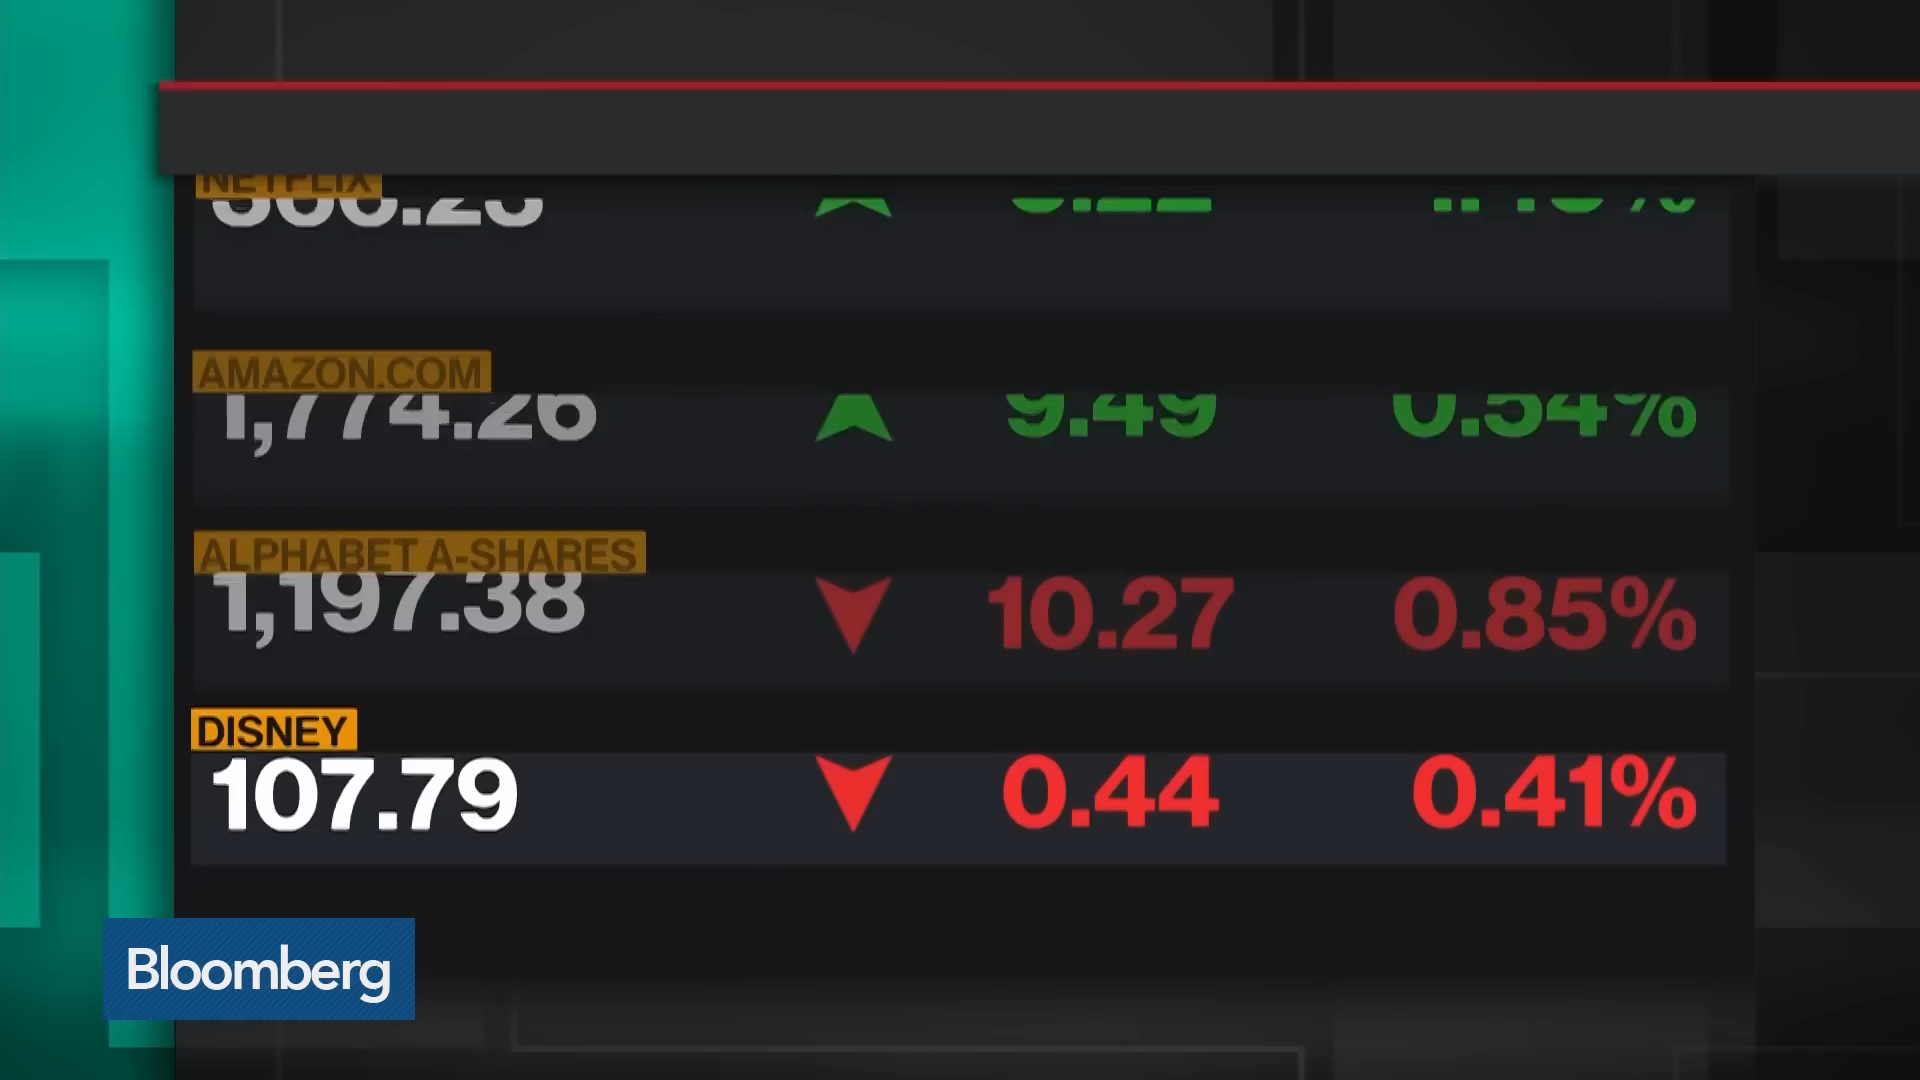 NETFLIX
AMAZON.COM
1,774.26 9.49 0.54%
ALPHABET A-SHARES
1,197.38 10.27 0.85%
DISNEY
107.79 0.44 0.41%
Bloomberg